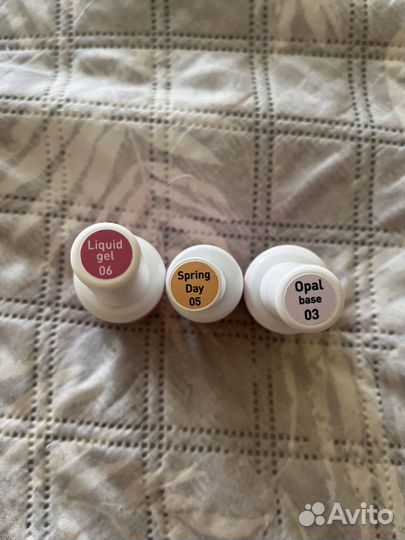 Liquid
gel
06
Spring
Day
05
Opal
base
03
Avito